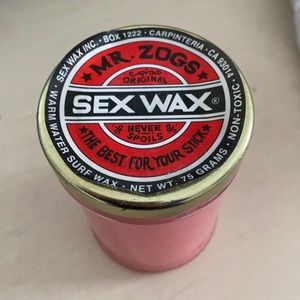 SEX WAX INC. · BOX 1222 · CARPINTERIA · CA 93014 · NON-TOXIC
MR. ZOGS
ORIGINAL
SEX WAX®
NEVER SPOILS
"THE BEST FOR YOUR STICK"
WARM WATER SURF WAX · NET WT. 75 GRAMS